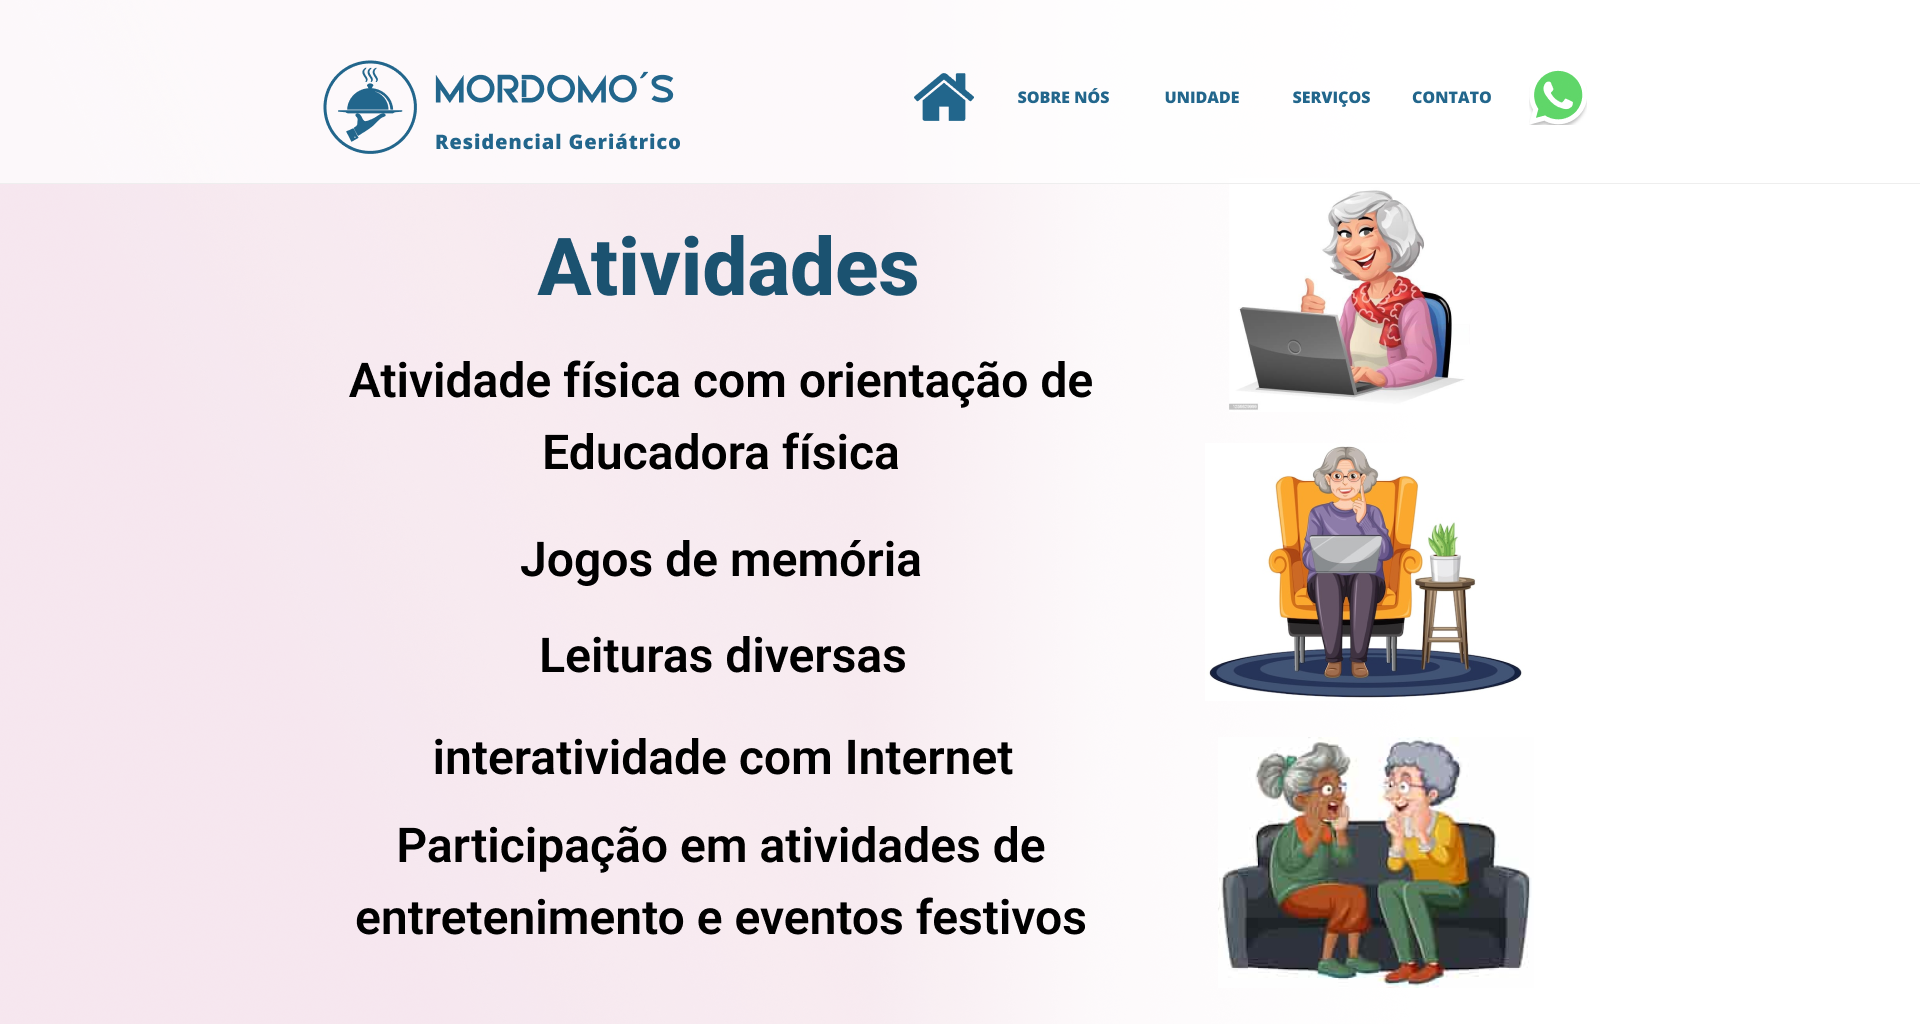 MORDOMO´S
Residencial Geriátrico
SOBRE NÓS
UNIDADE
SERVIÇOS
CONTATO
Atividades
Atividade física com orientação de
Educadora física
Jogos de memória
Leituras diversas
interatividade com Internet
Participação em atividades de
entretenimento e eventos festivos